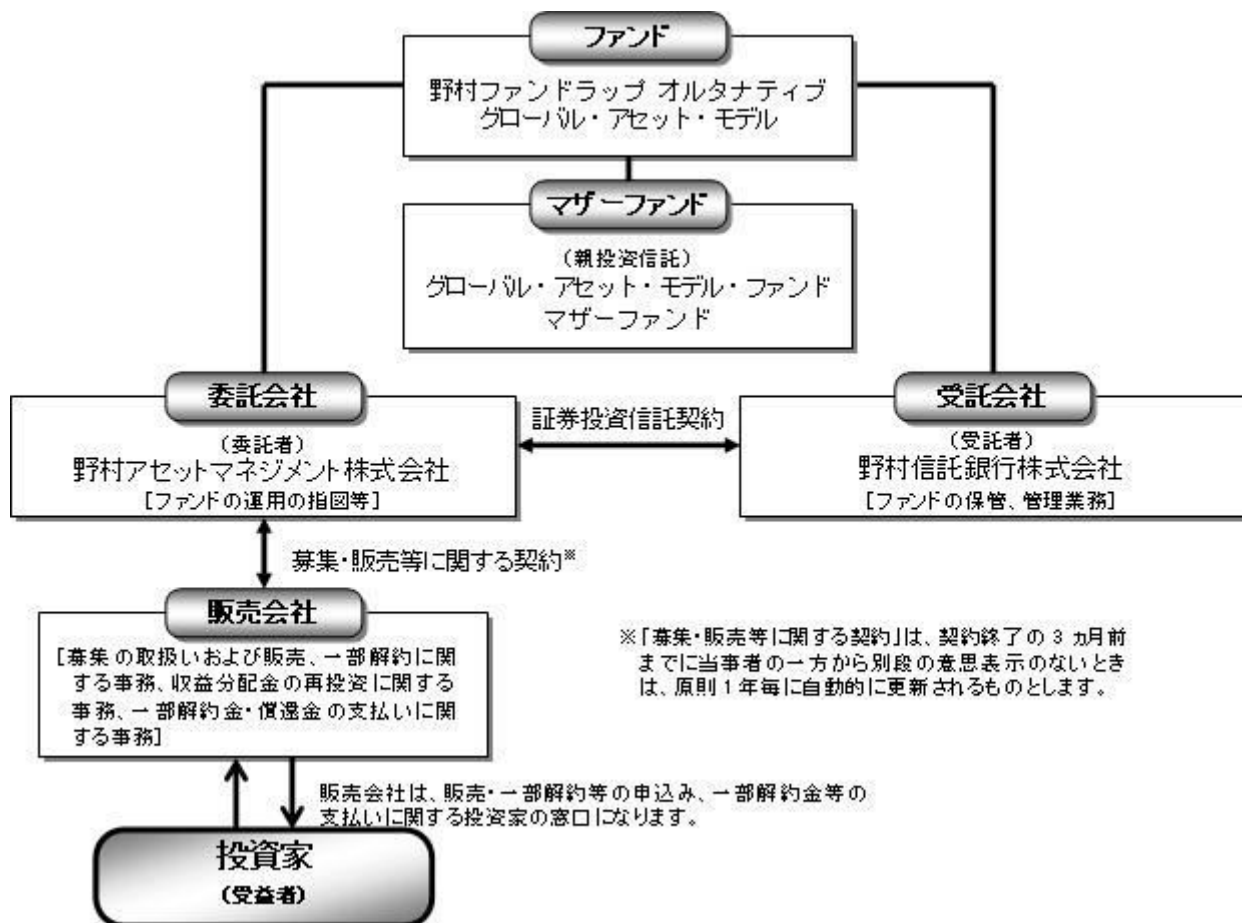 ファンド
野村ファンドラップ オルタナティブ
グローバル・アセット・モデル
マザーファンド
(親投資信託)
グローバル・アセット・モデル・ファンド
マザーファンド
委託会社
(委託者)
野村アセットマネジメント株式会社
[ファンドの運用の指図等]
証券投資信託契約
受託会社
(受託者)
野村信託銀行株式会社
[ファンドの保管、管理業務]
募集・販売等に関する契約※
販売会社
[募集の取扱いおよび販売、一部解約に関
する事務、収益分配金の再投資に関する
事務、一部解約金・償還金の支払いに関
する事務]
※「募集・販売等に関する契約」は、契約終了の3ヵ月前
までに当事者の一方から別段の意思表示のないとき
は、原則1年毎に自動的に更新されるものとします。
販売会社は、販売・一部解約等の申込み、一部解約金等の
支払いに関する投資家の窓口になります。
投資家
(受益者)